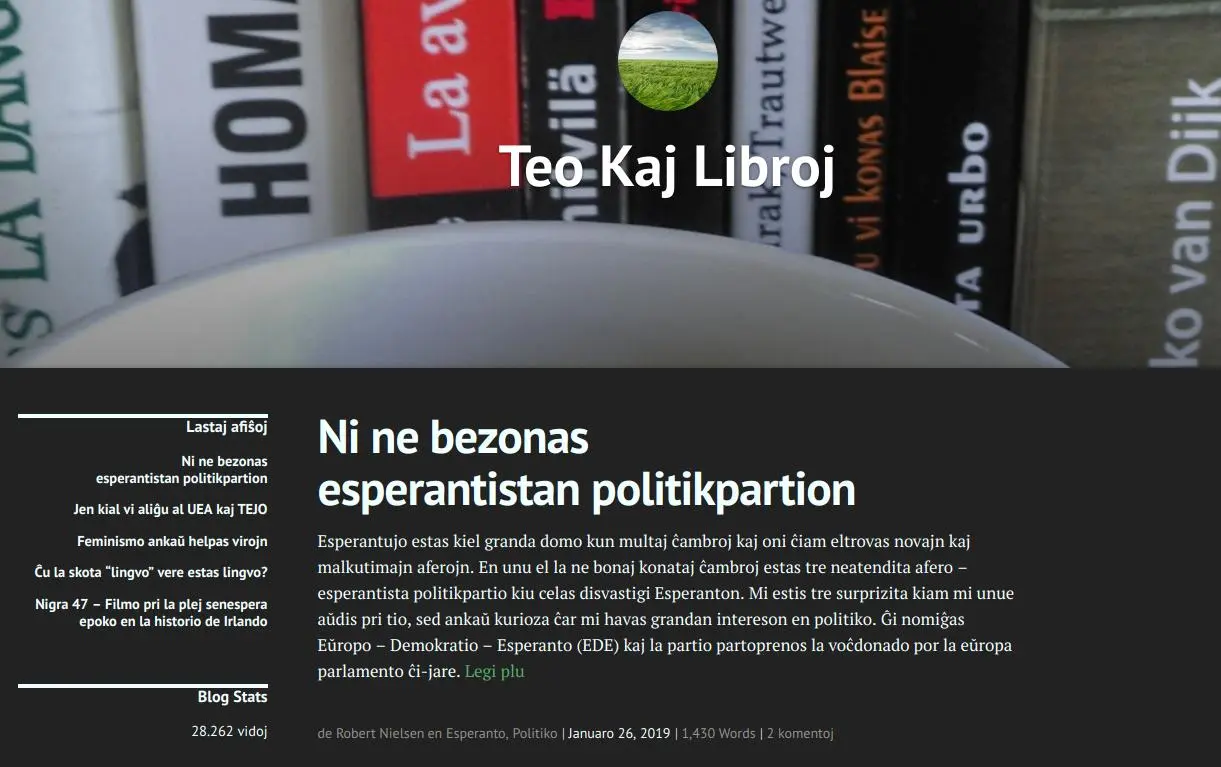 LA
HOM
La av
nivilä
Trautwe
u vi KONAS BLAISE
TA URBO
ko van Dijk
Teo Kaj Libroj
Lastaj afiŝoj
Ni ne bezonas
esperantistan politikpartion
Jen kial vi aliĝu al UEA kaj TEJO
Feminismo ankaŭ helpas virojn
Ĉu la skota “lingvo” vere estas lingvo?
Nigra 47 – Filmo pri la plej senespera
epoko en la historio de Irlando
Blog Stats
28.262 vidoj
Ni ne bezonas
esperantistan politikpartion
Esperantujo estas kiel granda domo kun multaj ĉambroj kaj oni ĉiam eltrovas novajn kaj
malkutimajn aferojn. En unu el la ne bonaj konataj ĉambroj estas tre neatendita afero –
esperantista politikpartio kiu celas disvastigi Esperanton. Mi estis tre surprizita kiam mi unue
aŭdis pri tio, sed ankaŭ kurioza ĉar mi havas grandan intereson en politiko. Ĝi nomiĝas
Eŭropo – Demokratio – Esperanto (EDE) kaj la partio partoprenos la voĉdonado por la eŭropa
parlamento ĉi-jare. Legi plu
de Robert Nielsen en Esperanto, Politiko | Januaro 26, 2019 | 1,430 Words | 2 komentoj